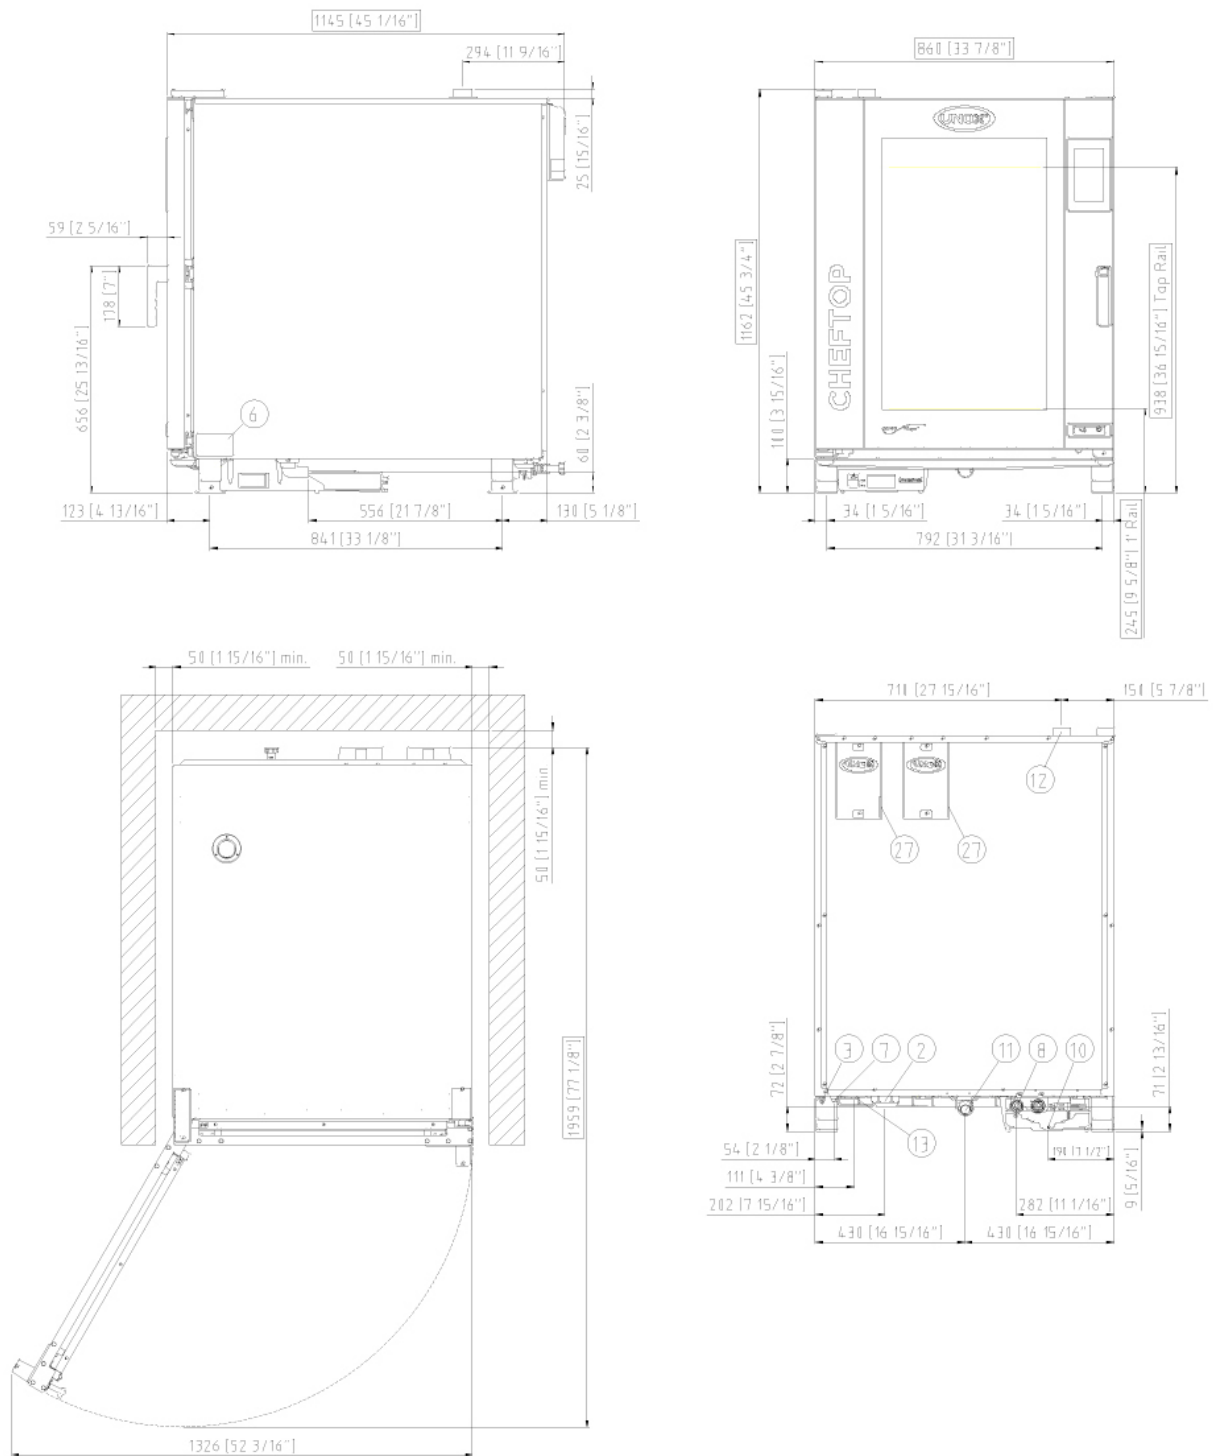 1145 [45 1/16"]
294 [11 9/16"]
25 [15/16"]
59 [2 5/16"]
178 [7"]
656 [25 13/16"]
6
60 [2 3/8"]
123 [4 13/16"]
556 [21 7/8"]
130 [5 1/8"]
841 [33 1/8"]
860 [33 7/8"]
UNOX
CHEFTOP
1162 [45 3/4"]
100 [3 15/16"]
938 [36 15/16"] Top Rail
34 [1 5/16"]
34 [1 5/16"]
792 [31 3/16"]
245 [9 5/8"] 1° Rail
50 [1 15/16"] min.
50 [1 15/16"] min.
50 [1 15/16"] min
1959 [77 1/8"]
1326 [52 3/16"]
710 [27 15/16"]
150 [5 7/8"]
UNOX
UNOX
12
27
27
72 [2 7/8"]
3
7
2
11
8
10
71 [2 13/16"]
13
54 [2 1/8"]
190 [7 1/2"]
111 [4 3/8"]
9 [5/16"]
202 [7 15/16"]
282 [11 1/16"]
430 [16 15/16"]
430 [16 15/16"]